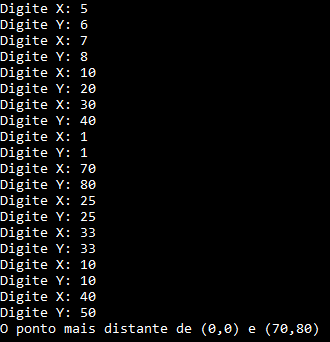 Digite X: 5
Digite Y: 6
Digite X: 7
Digite Y: 8
Digite X: 10
Digite Y: 20
Digite X: 30
Digite Y: 40
Digite X: 1
Digite Y: 1
Digite X: 70
Digite Y: 80
Digite X: 25
Digite Y: 25
Digite X: 33
Digite Y: 33
Digite X: 10
Digite Y: 10
Digite X: 40
Digite Y: 50
O ponto mais distante de (0,0) e (70,80)